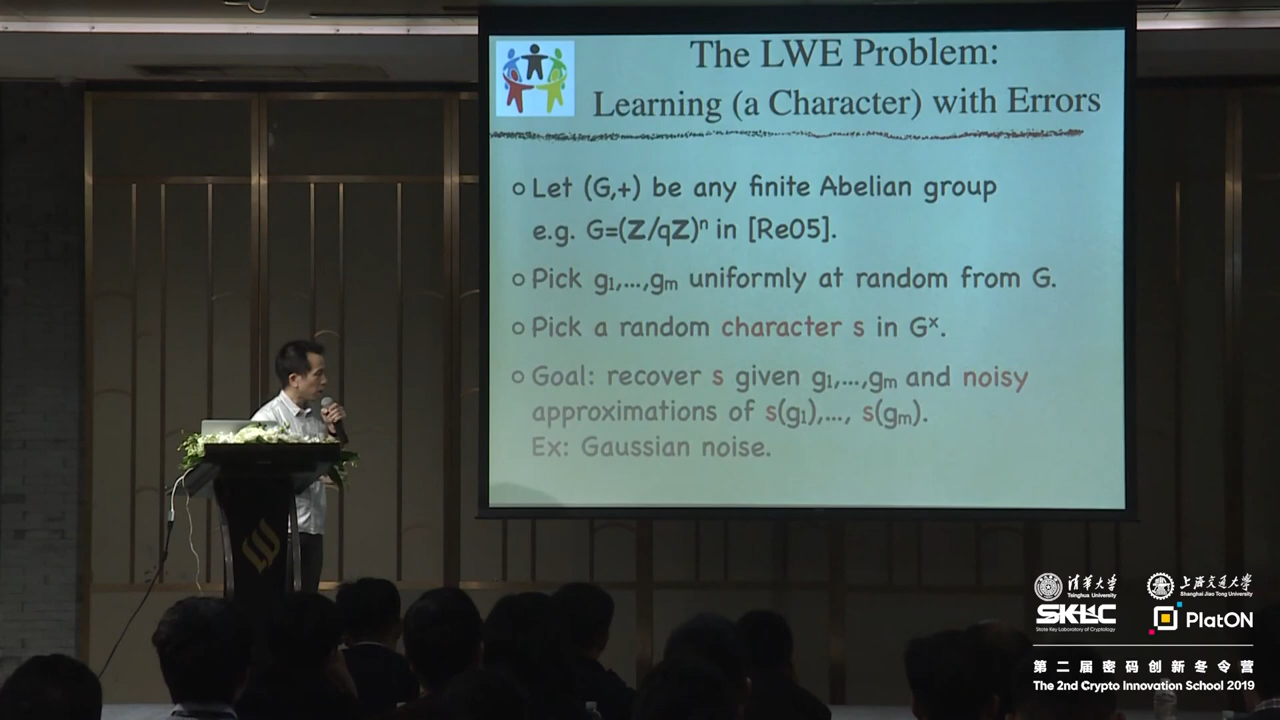 The LWE Problem:
Learning (a Character) with Errors
Let (G,+) be any finite Abelian group
e.g. G=(Z/qZ)ⁿ in [Re05].
Pick g₁,...,gₘ uniformly at random from G.
Pick a random character s in Gˣ.
Goal: recover s given g₁,...,gₘ and noisy
approximations of s(g₁),..., s(gₘ).
Ex: Gaussian noise.
清华大学
Tsinghua University
上海交通大学
Shanghai Jiao Tong University
SKLC
State Key Laboratory of Cryptology
PlatON
第二届密码创新冬令营
The 2nd Crypto Innovation School 2019